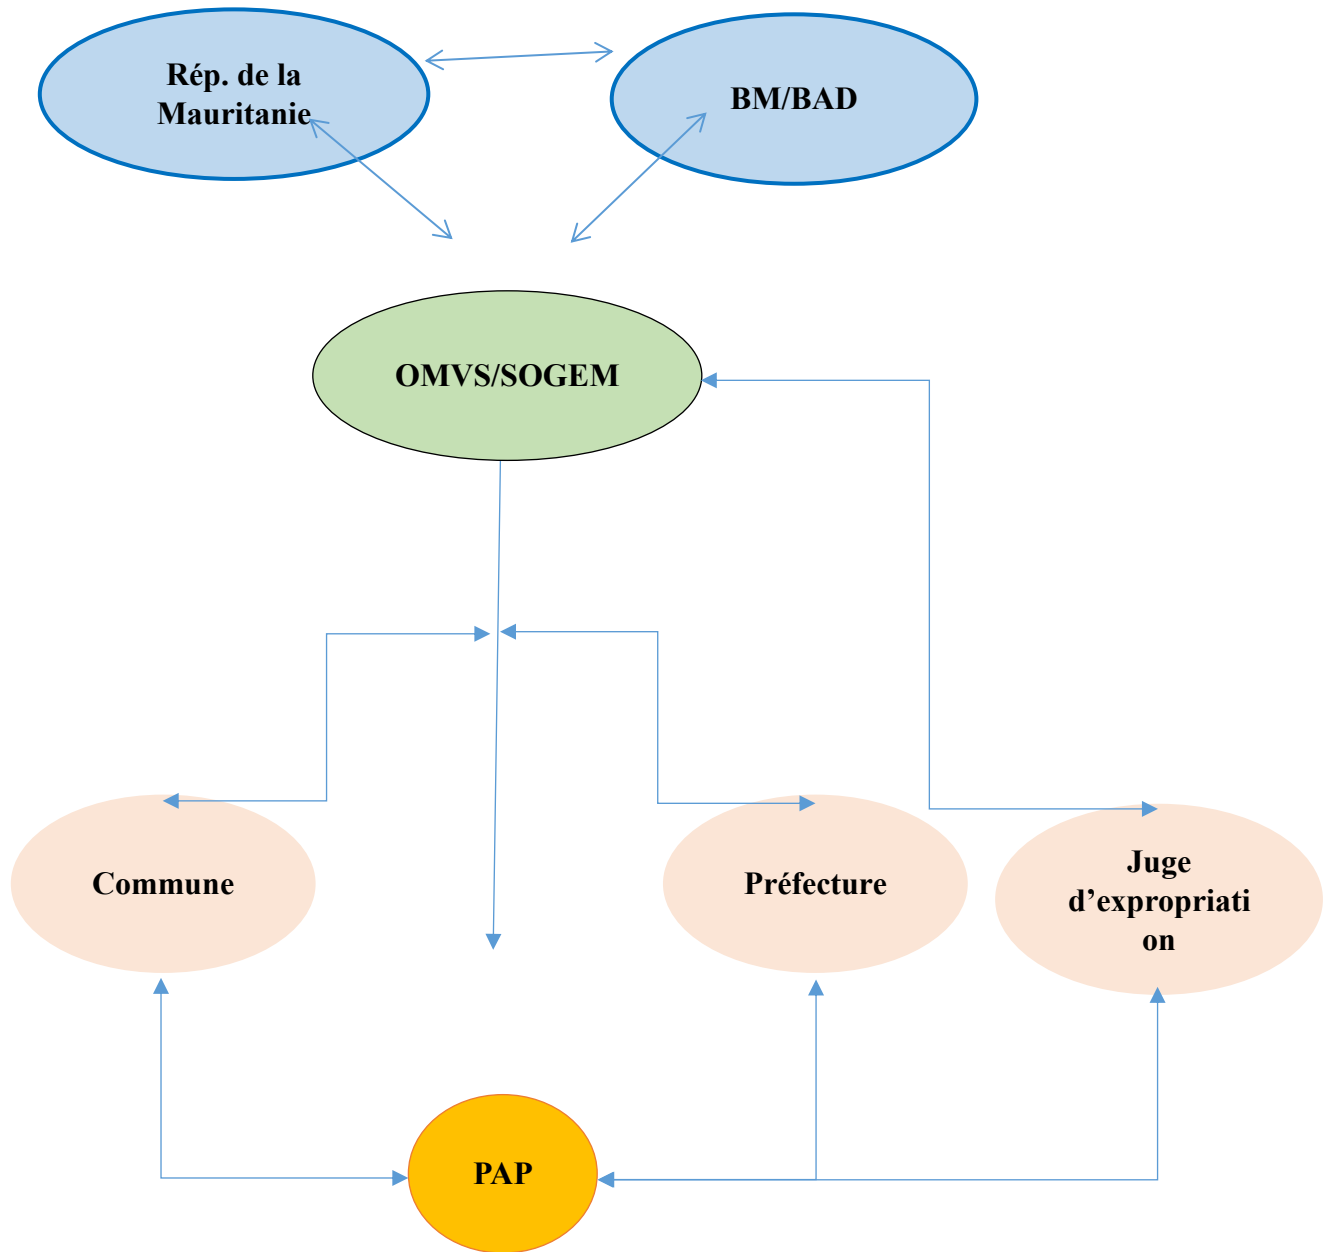 Rép. de la
Mauritanie
BM/BAD
OMVS/SOGEM
Commune
Préfecture
Juge
d’expropriati
on
PAP